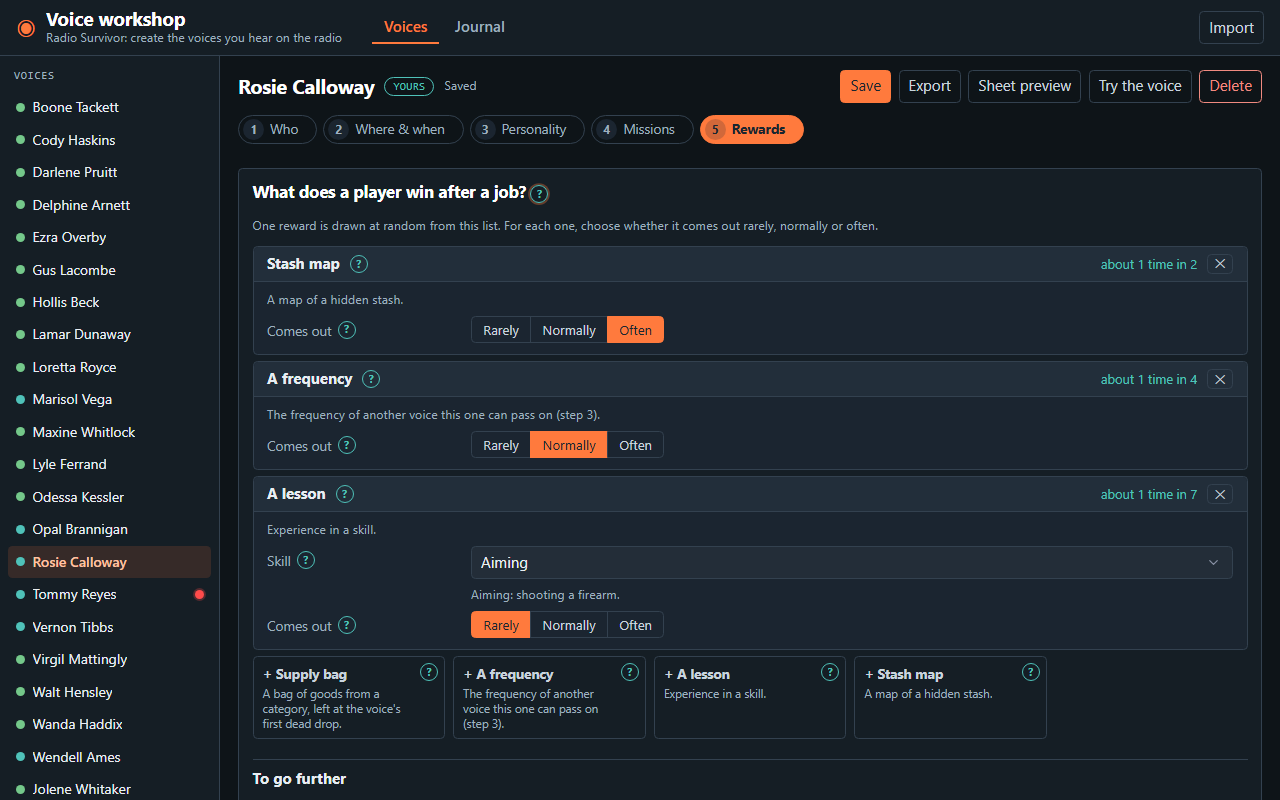 Voice workshop
Radio Survivor: create the voices you hear on the radio
Voices
Journal
Import
VOICES
Boone Tackett
Cody Haskins
Darlene Pruitt
Delphine Arnett
Ezra Overby
Gus Lacombe
Hollis Beck
Lamar Dunaway
Loretta Royce
Marisol Vega
Maxine Whitlock
Lyle Ferrand
Odessa Kessler
Opal Brannigan
Rosie Calloway
Tommy Reyes
Vernon Tibbs
Virgil Mattingly
Walt Hensley
Wanda Haddix
Wendell Ames
Jolene Whitaker
Rosie Calloway
YOURS
Saved
Save
Export
Sheet preview
Try the voice
Delete
1 Who
2 Where & when
3 Personality
4 Missions
5 Rewards
What does a player win after a job? ?
One reward is drawn at random from this list. For each one, choose whether it comes out rarely, normally or often.
Stash map ?
about 1 time in 2
A map of a hidden stash.
Comes out ?
Rarely Normally Often
A frequency ?
about 1 time in 4
The frequency of another voice this one can pass on (step 3).
Comes out ?
Rarely Normally Often
A lesson ?
about 1 time in 7
Experience in a skill.
Skill ?
Aiming
Aiming: shooting a firearm.
Comes out ?
Rarely Normally Often
+ Supply bag ?
A bag of goods from a
category, left at the voice's
first dead drop.
+ A frequency ?
The frequency of another
voice this one can pass on
(step 3).
+ A lesson ?
Experience in a skill.
+ Stash map ?
A map of a hidden stash.
To go further